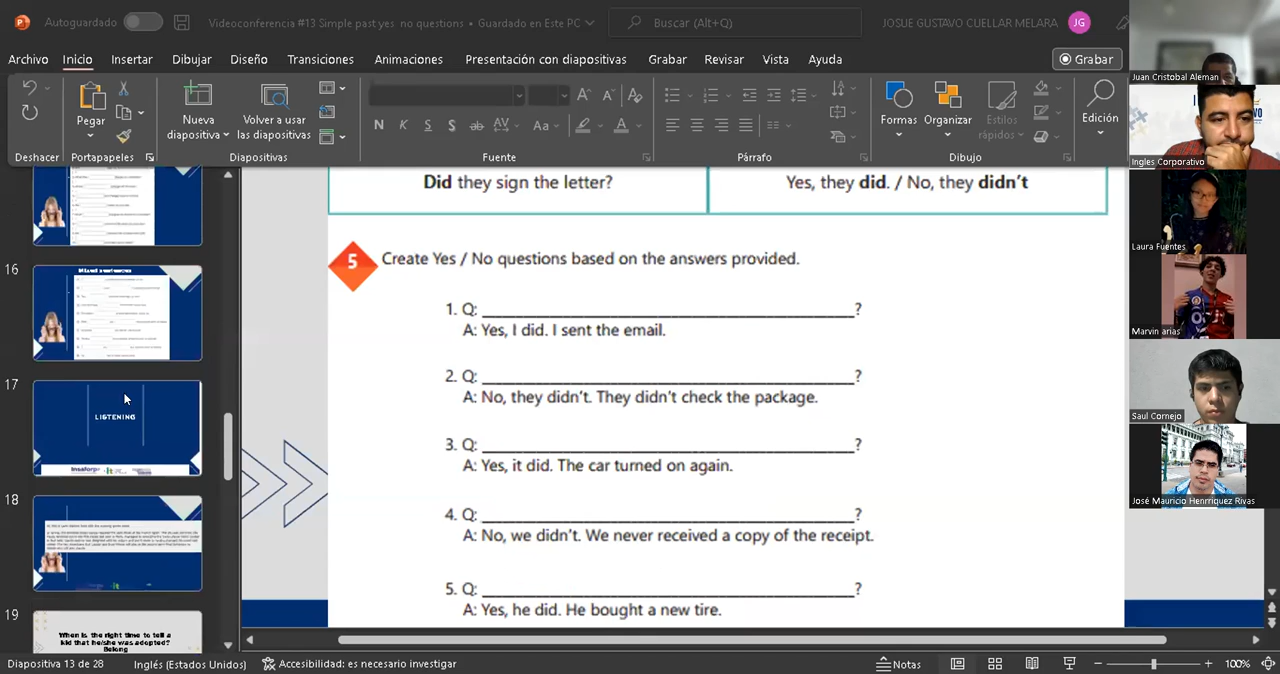 Autoguardado
Videoconferencia #13 Simple past yes no questions • Guardado en Este PC
Buscar (Alt+Q)
JOSUE GUSTAVO CUELLAR MELARA
JG
Archivo Inicio Insertar Dibujar Diseño Transiciones Animaciones Presentación con diapositivas Grabar Revisar Vista Ayuda
Grabar
Pegar
Nueva diapositiva
Volver a usar las diapositivas
N K S S ab AV Aa A
Formas Organizar Estilos rápidos Edición
Deshacer Portapapeles Diapositivas Fuente Párrafo Dibujo
Juan Cristobal Aleman
Ingles Corporativo
Laura Fuentes
Marvin arias
Saul Cornejo
José Mauricio Henrriquez Rivas
16
17
LISTENING
18
19
When is the right time to tell a
kid that he/she was adopted?
Belong
Did they sign the letter?
Yes, they did. / No, they didn't
5 Create Yes / No questions based on the answers provided.
1. Q: ?
A: Yes, I did. I sent the email.
2. Q: ?
A: No, they didn't. They didn't check the package.
3. Q: ?
A: Yes, it did. The car turned on again.
4. Q: ?
A: No, we didn't. We never received a copy of the receipt.
5. Q: ?
A: Yes, he did. He bought a new tire.
Diapositiva 13 de 28
Inglés (Estados Unidos)
Accesibilidad: es necesario investigar
Notas
100%